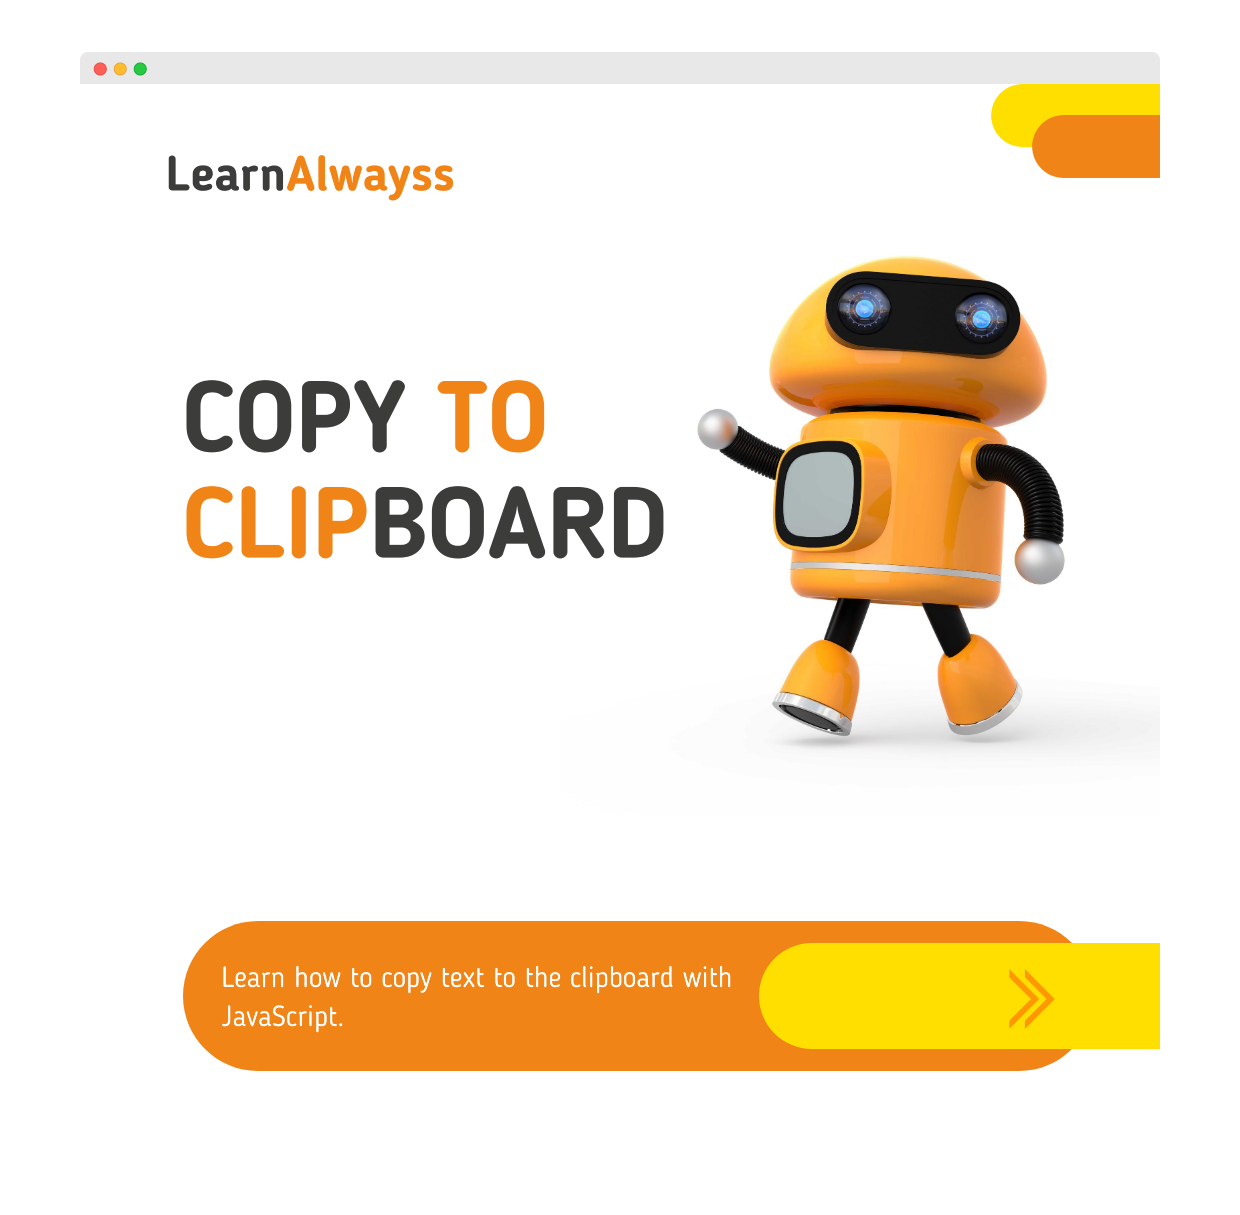 LearnAlwayss
COPY TO
CLIPBOARD
Learn how to copy text to the clipboard with
JavaScript.